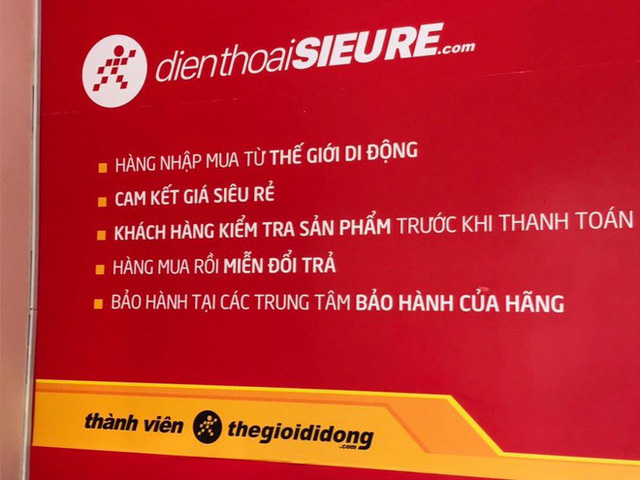 dienthoaiSIEURE.com
HÀNG NHẬP MUA TỪ THẾ GIỚI DI ĐỘNG
CAM KẾT GIÁ SIÊU RẺ
KHÁCH HÀNG KIỂM TRA SẢN PHẨM TRƯỚC KHI THANH TOÁN
HÀNG MUA RỒI MIỄN ĐỔI TRẢ
BẢO HÀNH TẠI CÁC TRUNG TÂM BẢO HÀNH CỦA HÃNG
thành viên thegioididong.com